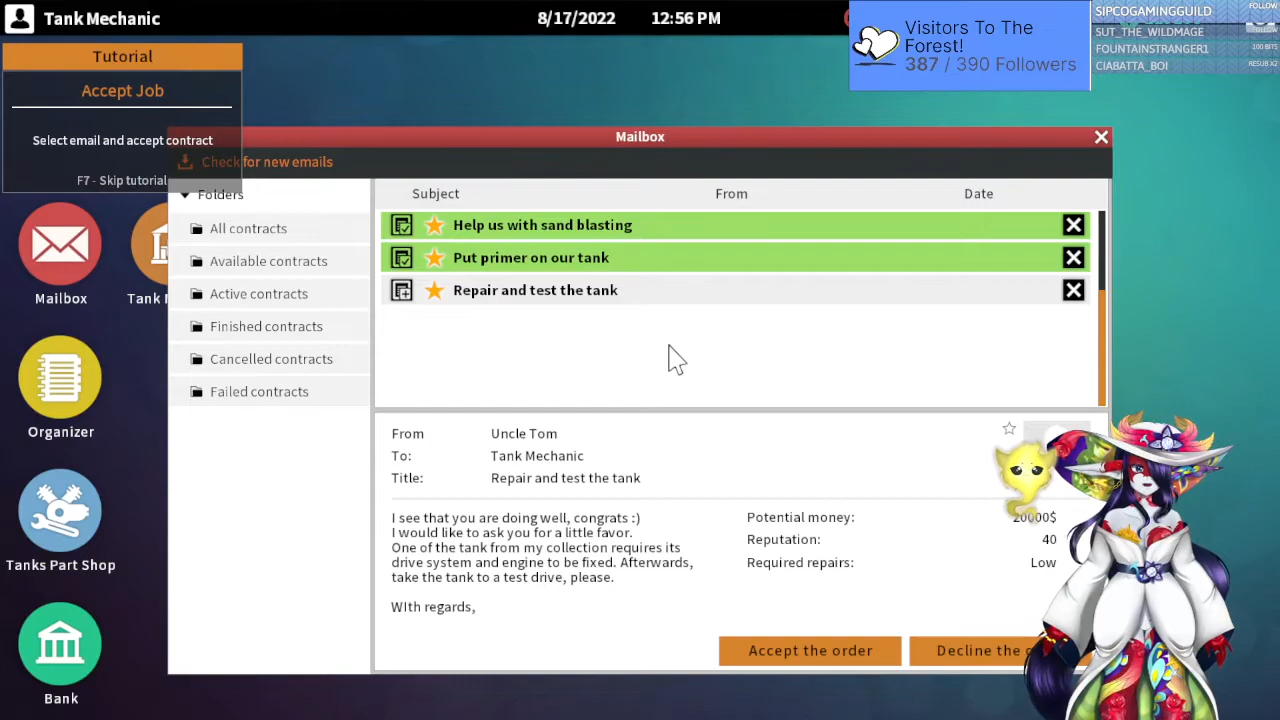 Tank Mechanic
8/17/2022
12:56 PM
Visitors To The
Forest!
387 / 390 Followers
SIPCOGAMINGGUILD
FOLLOW
SUT_THE_WILDMAGE
FOLLOW
FOUNTAINSTRANGER1
100 BITS
CIABATTA_BOI
RESUB X2
Tutorial
Accept Job
Select email and accept contract
F7 - Skip tutorial
Mailbox
Check for new emails
Folders
All contracts
Available contracts
Active contracts
Finished contracts
Cancelled contracts
Failed contracts
Subject
From
Date
Help us with sand blasting
Put primer on our tank
Repair and test the tank
Mailbox
Tank
Organizer
Tanks Part Shop
Bank
From
Uncle Tom
To:
Tank Mechanic
Title:
Repair and test the tank
I see that you are doing well, congrats :)
I would like to ask you for a little favor.
One of the tank from my collection requires its
drive system and engine to be fixed. Afterwards,
take the tank to a test drive, please.
WIth regards,
Potential money:
20000$
Reputation:
40
Required repairs:
Low
Accept the order
Decline the